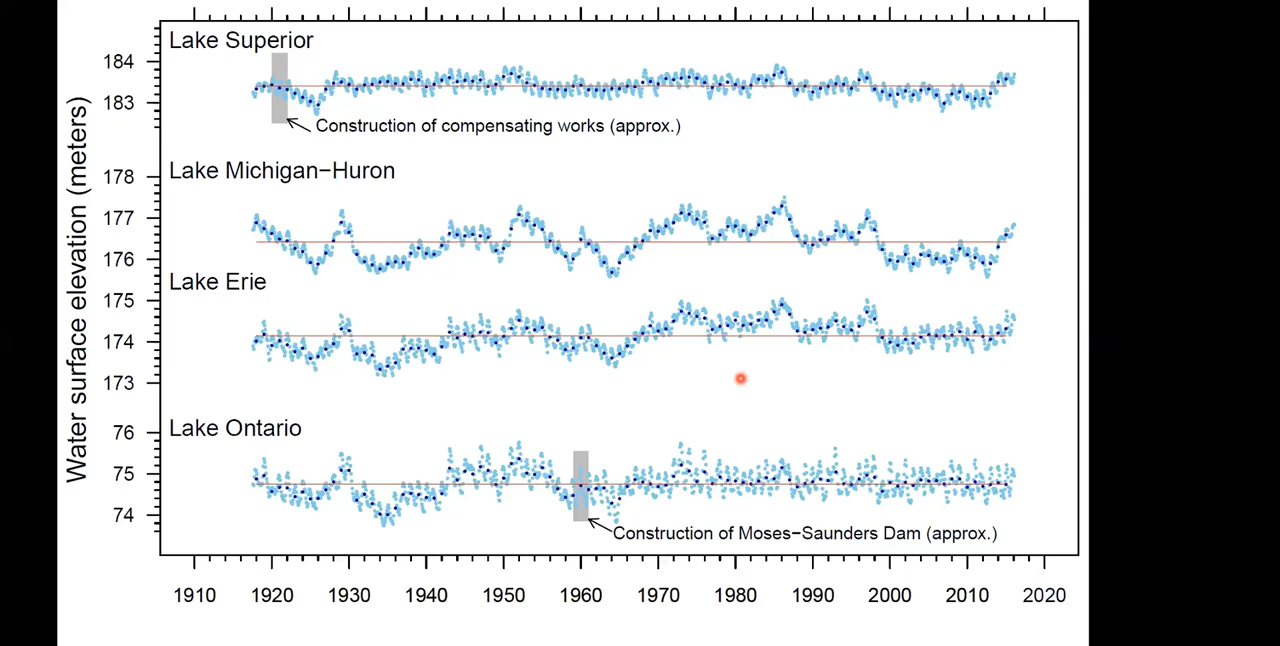 Lake Superior
184
183
Construction of compensating works (approx.)
Lake Michigan−Huron
178
177
176
Lake Erie
175
174
173
Lake Ontario
76
75
74
Construction of Moses−Saunders Dam (approx.)
Water surface elevation (meters)
1910 1920 1930 1940 1950 1960 1970 1980 1990 2000 2010 2020